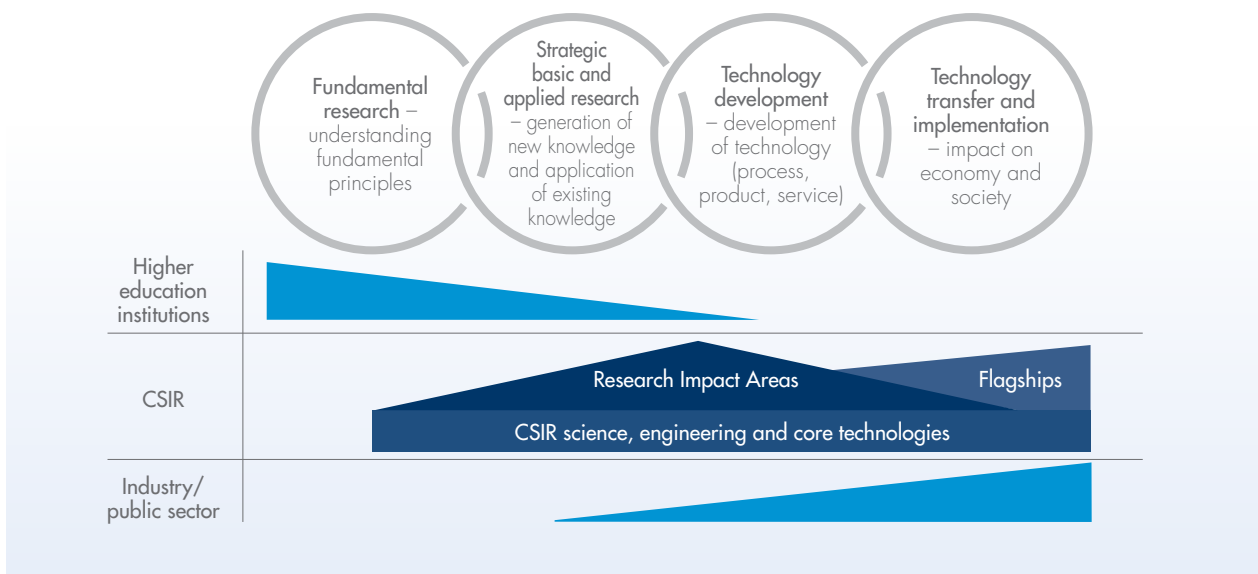 Fundamental
research –
understanding
fundamental
principles
Strategic
basic and
applied research
– generation of
new knowledge
and application
of existing
knowledge
Technology
development
– development
of technology
(process,
product, service)
Technology
transfer and
implementation
– impact on
economy and
society
Higher
education
institutions
CSIR
Research Impact Areas
Flagships
CSIR science, engineering and core technologies
Industry/
public sector